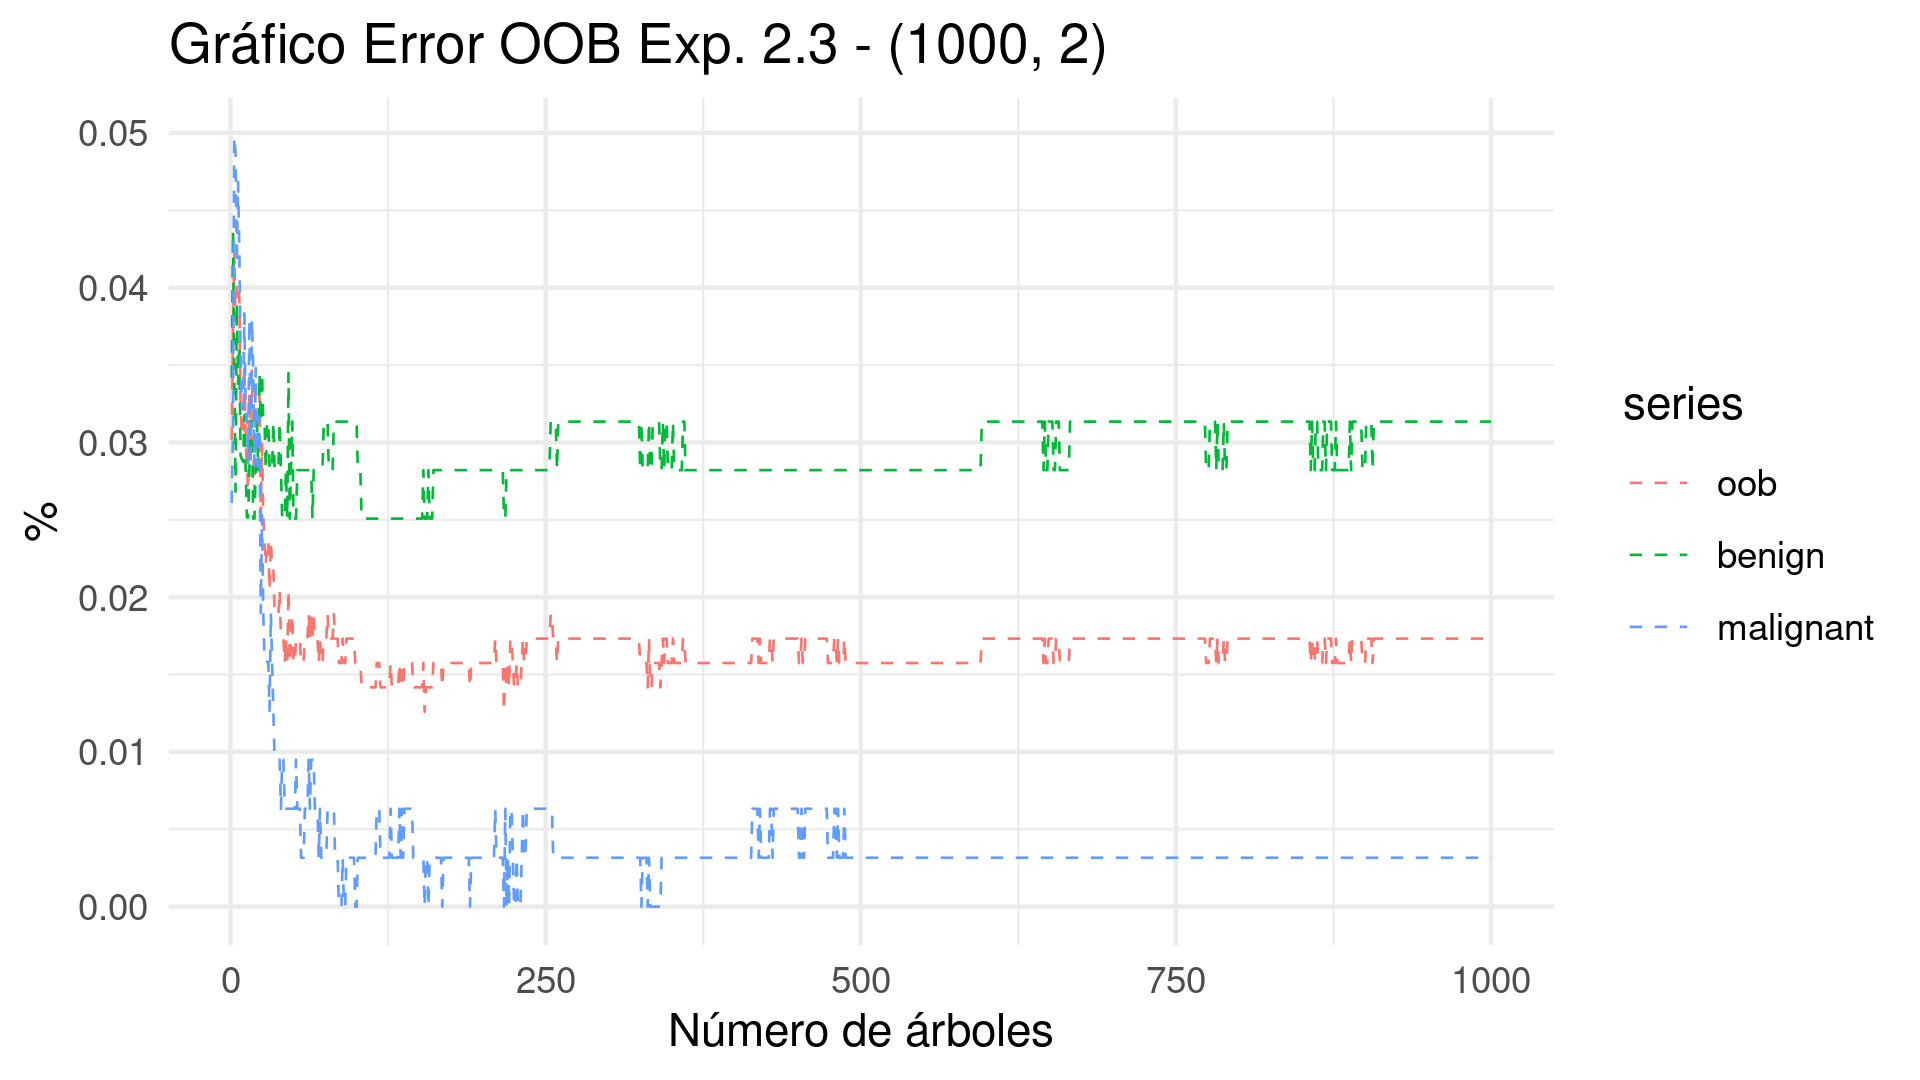 Gráfico Error OOB Exp. 2.3 - (1000, 2)
0.05
0.04
0.03
0.02
0.01
0.00
%
0 250 500 750 1000
Número de árboles
series
oob
benign
malignant